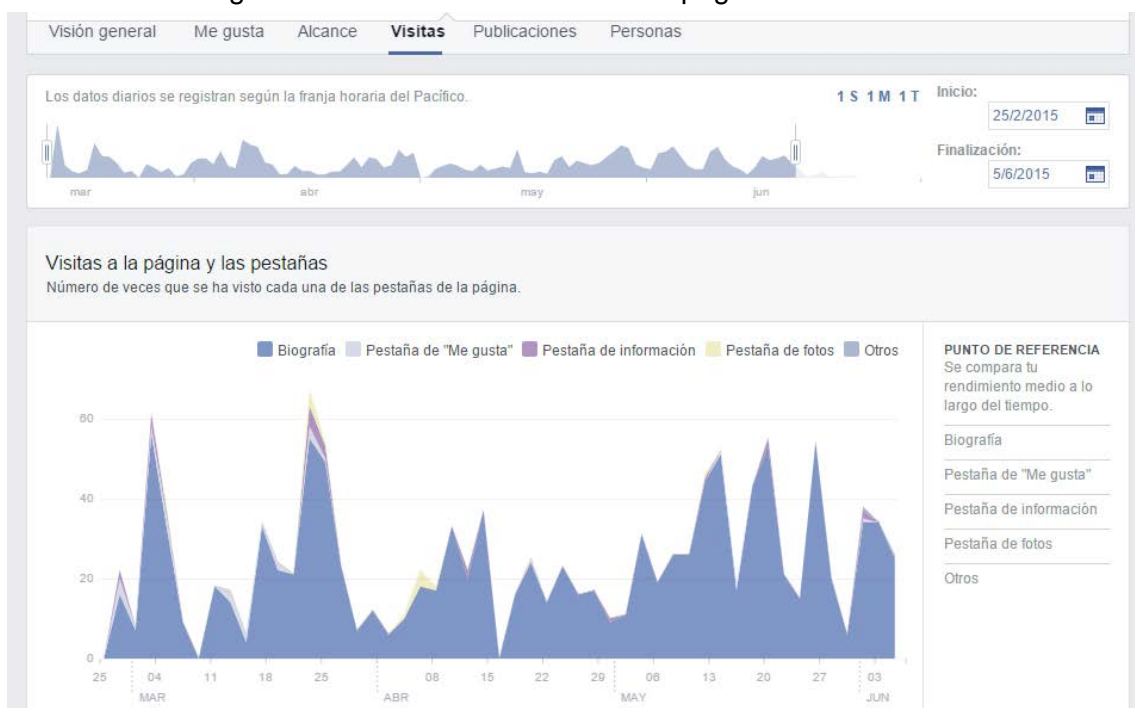 Visión general Me gusta Alcance Visitas Publicaciones Personas
Los datos diarios se registran según la franja horaria del Pacífico.
1 S 1 M 1 T
Inicio:
25/2/2015
Finalización:
5/6/2015
mar abr may jun
Visitas a la página y las pestañas
Número de veces que se ha visto cada una de las pestañas de la página.
Biografía Pestaña de "Me gusta" Pestaña de información Pestaña de fotos Otros
60
40
20
0
25 04 11 18 25 08 15 22 29 06 13 20 27 03
MAR ABR MAY JUN
PUNTO DE REFERENCIA
Se compara tu
rendimiento medio a lo
largo del tiempo.
Biografía
Pestaña de "Me gusta"
Pestaña de información
Pestaña de fotos
Otros